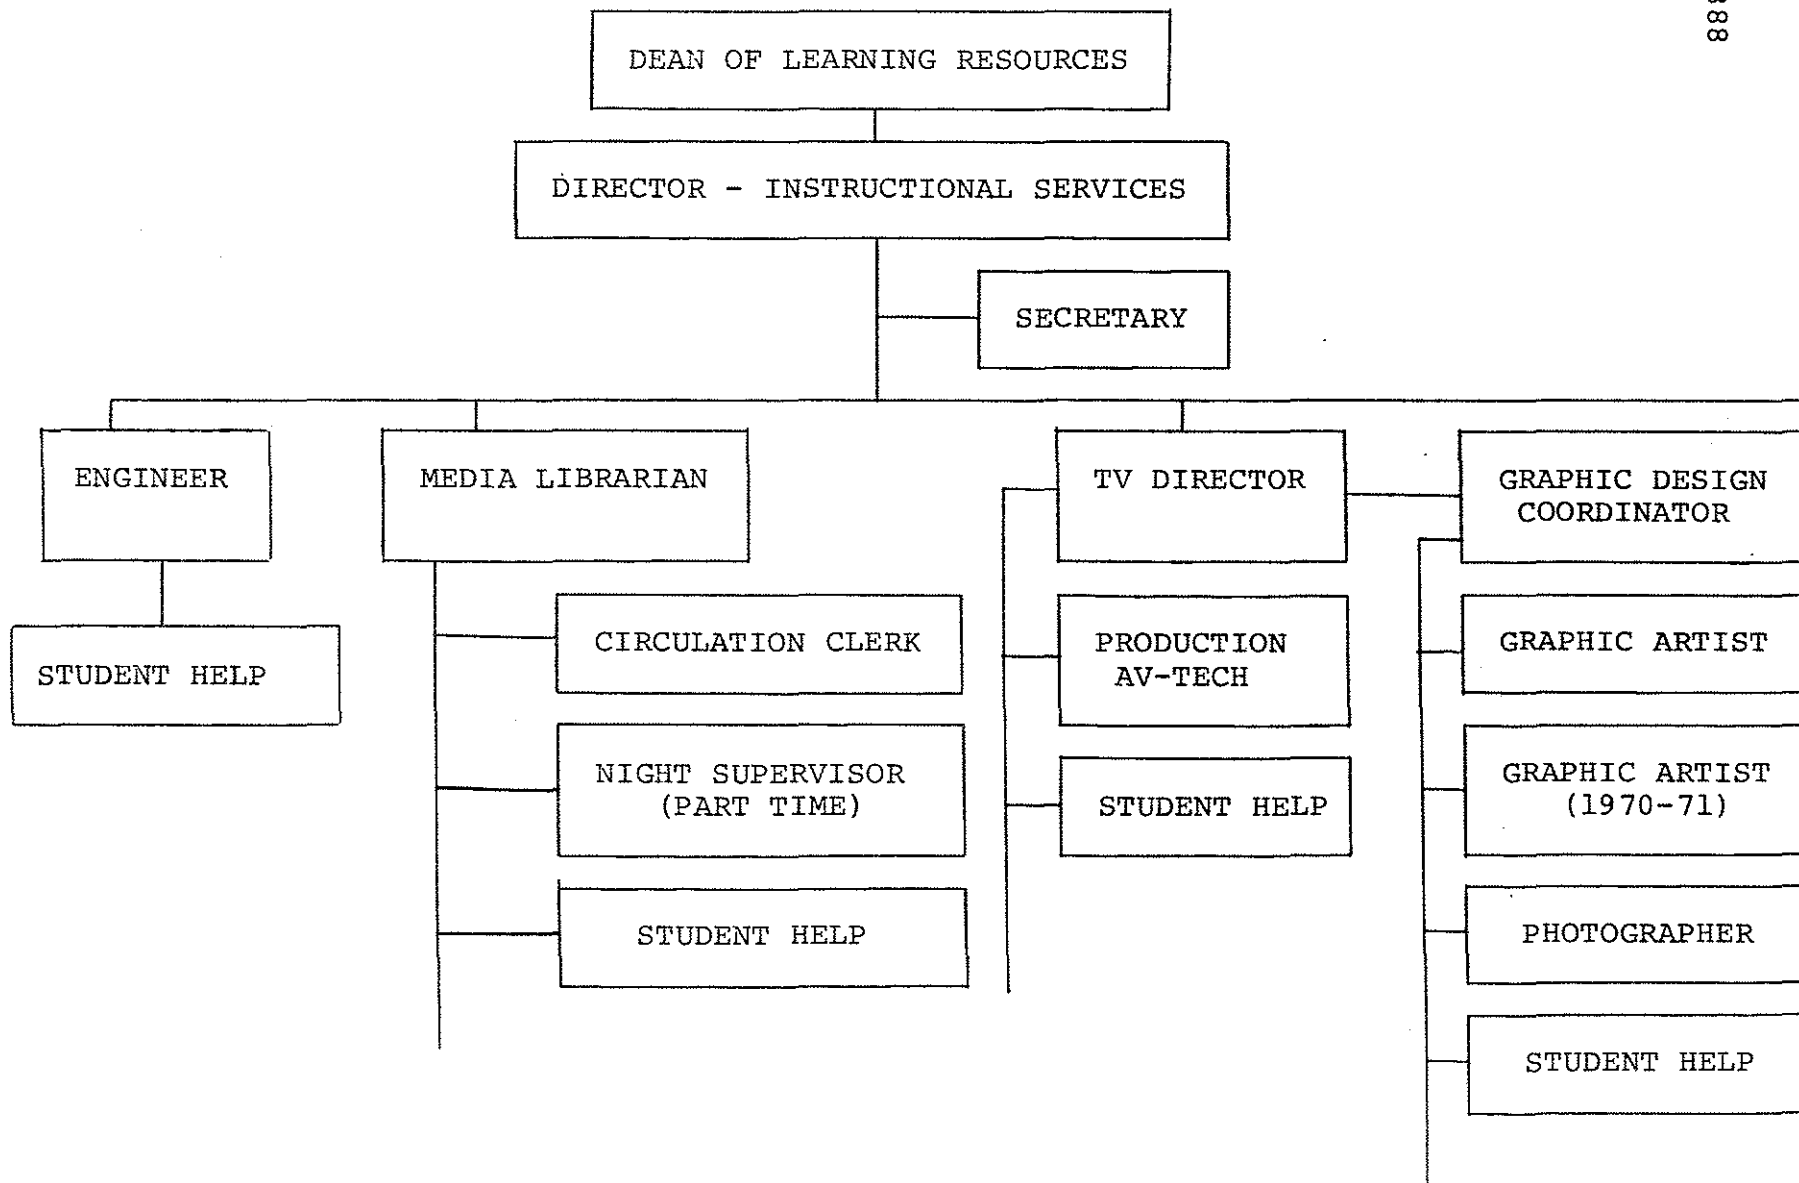 388
DEAN OF LEARNING RESOURCES
DIRECTOR - INSTRUCTIONAL SERVICES
SECRETARY
ENGINEER
STUDENT HELP
MEDIA LIBRARIAN
CIRCULATION CLERK
NIGHT SUPERVISOR
(PART TIME)
STUDENT HELP
TV DIRECTOR
PRODUCTION
AV-TECH
STUDENT HELP
GRAPHIC DESIGN
COORDINATOR
GRAPHIC ARTIST
GRAPHIC ARTIST
(1970-71)
PHOTOGRAPHER
STUDENT HELP